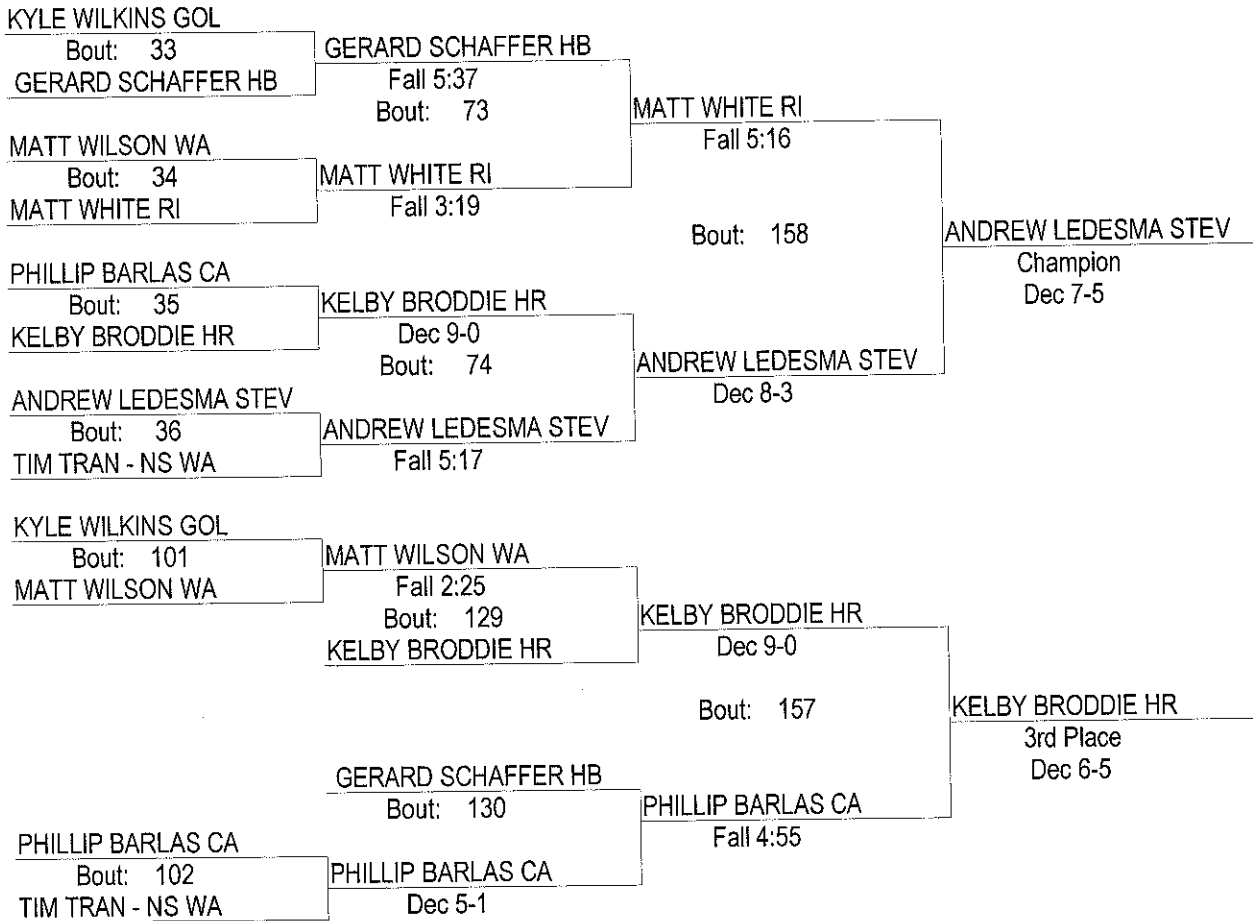 KYLE WILKINS GOL
Bout: 33
GERARD SCHAFFER HB
GERARD SCHAFFER HB
Fall 5:37
Bout: 73
MATT WILSON WA
Bout: 34
MATT WHITE RI
MATT WHITE RI
Fall 3:19
MATT WHITE RI
Fall 5:16
Bout: 158
PHILLIP BARLAS CA
Bout: 35
KELBY BRODDIE HR
KELBY BRODDIE HR
Dec 9-0
Bout: 74
ANDREW LEDESMA STEV
Bout: 36
TIM TRAN - NS WA
ANDREW LEDESMA STEV
Fall 5:17
ANDREW LEDESMA STEV
Dec 8-3
ANDREW LEDESMA STEV
Champion
Dec 7-5
KYLE WILKINS GOL
Bout: 101
MATT WILSON WA
MATT WILSON WA
Fall 2:25
Bout: 129
KELBY BRODDIE HR
KELBY BRODDIE HR
Dec 9-0
Bout: 157
GERARD SCHAFFER HB
Bout: 130
PHILLIP BARLAS CA
Bout: 102
TIM TRAN - NS WA
PHILLIP BARLAS CA
Dec 5-1
PHILLIP BARLAS CA
Fall 4:55
KELBY BRODDIE HR
3rd Place
Dec 6-5